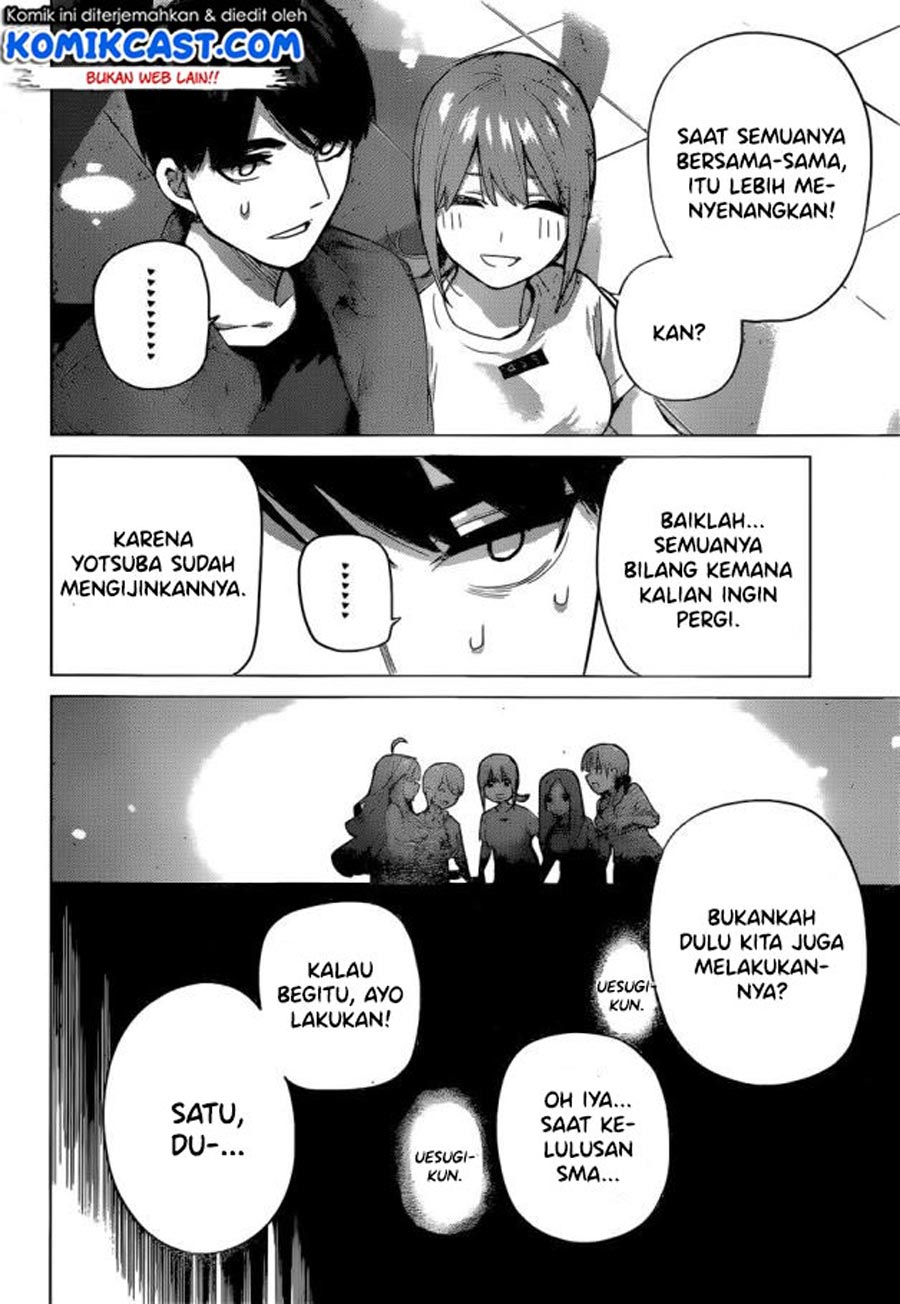 Komik ini diterjemahkan & diedit oleh
KOMIKCAST.COM
BUKAN WEB LAIN!!
SAAT SEMUANYA
BERSAMA-SAMA,
ITU LEBIH ME-
NYENANGKAN!
KAN?
BAIKLAH...
SEMUANYA
BILANG KEMANA
KALIAN INGIN
PERGI.
KARENA
YOTSUBA SUDAH
MENGIJINKANNYA.
BUKANKAH
DULU KITA JUGA
MELAKUKAN-
NYA?
UESUGI-
KUN.
OH IYA...
SAAT KE-
LULUSAN
SMA...
UESUGI-
KUN.
KALAU
BEGITU, AYO
LAKUKAN!
SATU,
DU-...